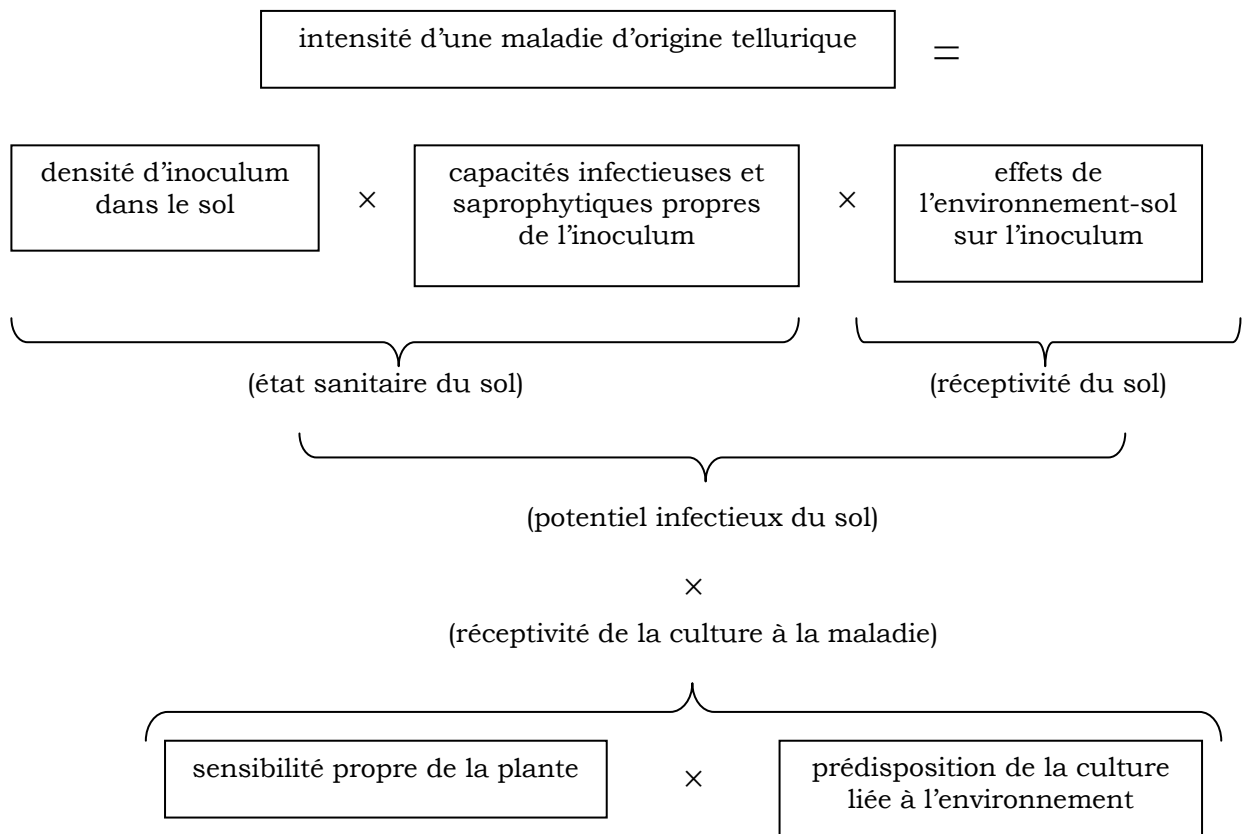 intensité d’une maladie d’origine tellurique =
densité d’inoculum
dans le sol
×
capacités infectieuses et
saprophytiques propres
de l’inoculum
×
effets de
l’environnement-sol
sur l’inoculum
(état sanitaire du sol)
(réceptivité du sol)
(potentiel infectieux du sol)
×
(réceptivité de la culture à la maladie)
sensibilité propre de la plante
×
prédisposition de la culture
liée à l’environnement